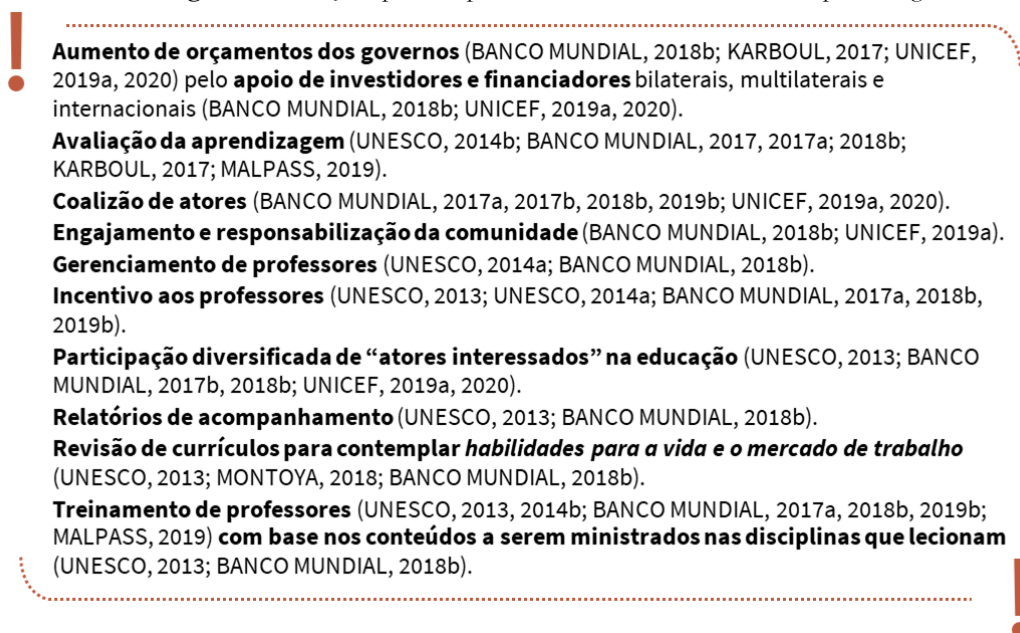 Aumento de orçamentos dos governos (BANCO MUNDIAL, 2018b; KARBOUL, 2017; UNICEF,
2019a, 2020) pelo apoio de investidores e financiadores bilaterais, multilaterais e
internacionais (BANCO MUNDIAL, 2018b; UNICEF, 2019a, 2020).
Avaliação da aprendizagem (UNESCO, 2014b; BANCO MUNDIAL, 2017, 2017a; 2018b;
KARBOUL, 2017; MALPASS, 2019).
Coalizão de atores (BANCO MUNDIAL, 2017a, 2017b, 2018b, 2019b; UNICEF, 2019a, 2020).
Engajamento e responsabilização da comunidade (BANCO MUNDIAL, 2018b; UNICEF, 2019a).
Gerenciamento de professores (UNESCO, 2014a; BANCO MUNDIAL, 2018b).
Incentivo aos professores (UNESCO, 2013; UNESCO, 2014a; BANCO MUNDIAL, 2017a, 2018b,
2019b).
Participação diversificada de “atores interessados” na educação (UNESCO, 2013; BANCO
MUNDIAL, 2017b, 2018b; UNICEF, 2019a, 2020).
Relatórios de acompanhamento (UNESCO, 2013; BANCO MUNDIAL, 2018b).
Revisão de currículos para contemplar habilidades para a vida e o mercado de trabalho
(UNESCO, 2013; MONTOYA, 2018; BANCO MUNDIAL, 2018b).
Treinamento de professores (UNESCO, 2013, 2014b; BANCO MUNDIAL, 2017a, 2018b, 2019b;
MALPASS, 2019) com base nos conteúdos a serem ministrados nas disciplinas que lecionam
(UNESCO, 2013; BANCO MUNDIAL, 2018b).